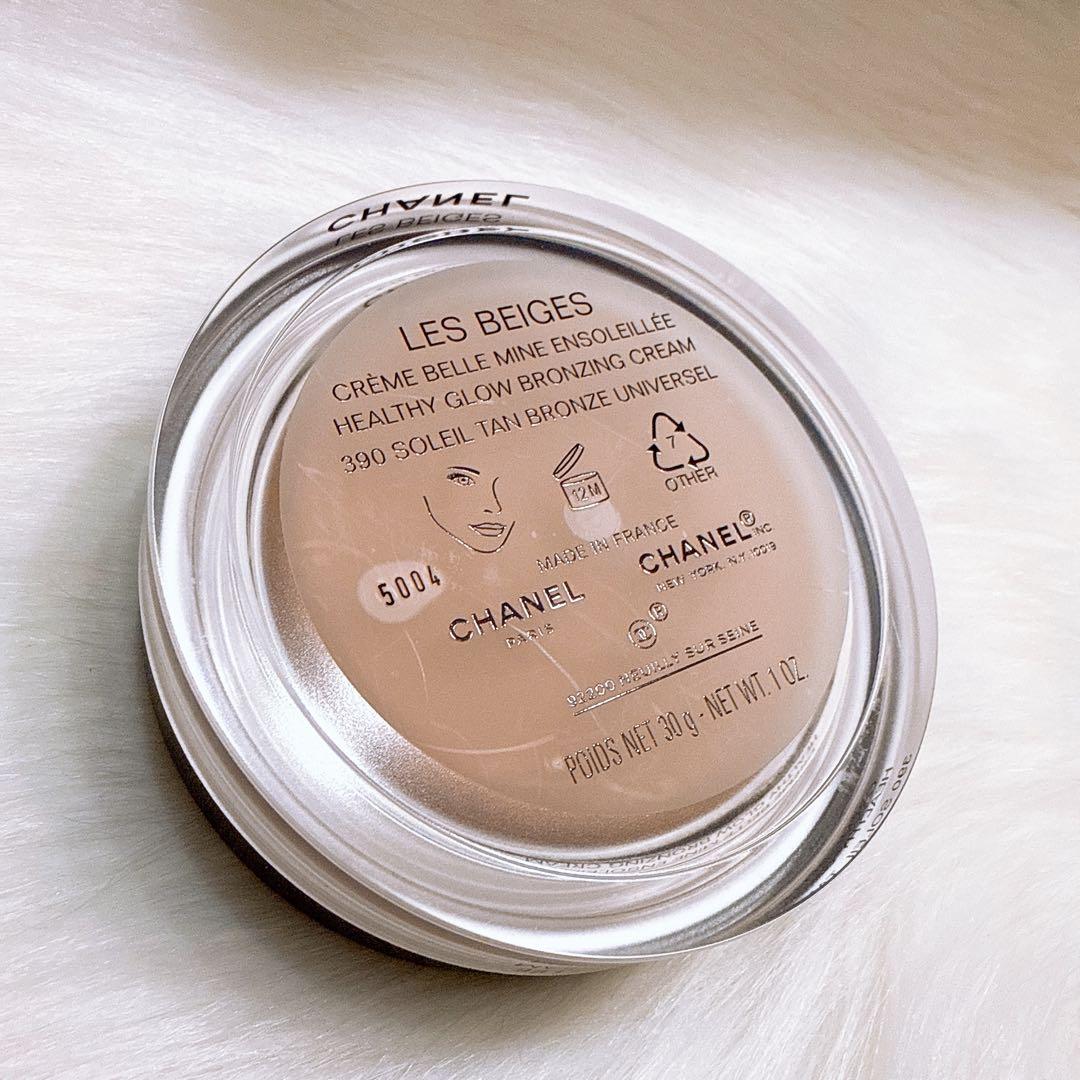 CHANEL
LES BEIGES
LES BEIGES
CRÈME BELLE MINE ENSOLEILLÉE
HEALTHY GLOW BRONZING CREAM
390 SOLEIL TAN BRONZE UNIVERSEL
12M
7
OTHER
MADE IN FRANCE
5004
CHANEL
PARIS
CHANEL® INC
NEW YORK, N.Y. 10019
®
92200 NEUILLY SUR SEINE
POIDS NET 30 g - NET WT. 1 OZ.